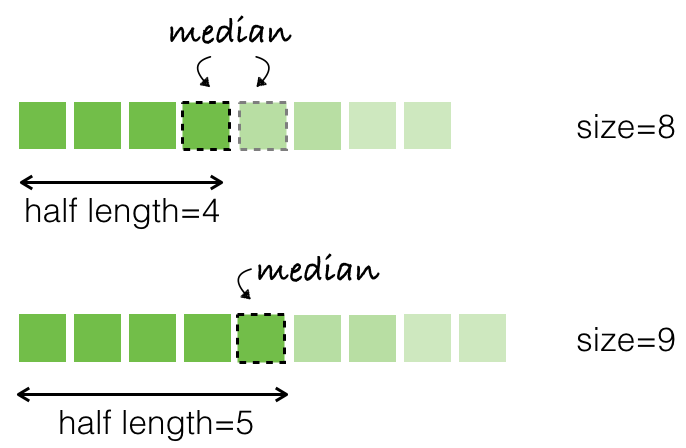 median
size=8
half length=4
median
size=9
half length=5